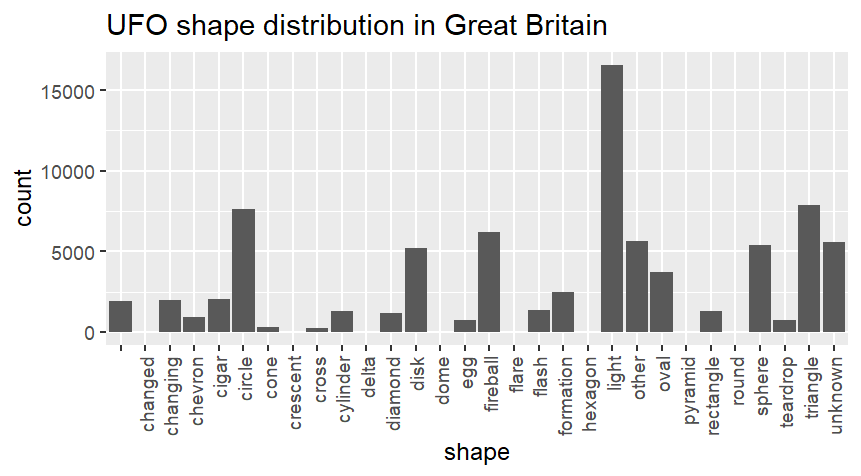 UFO shape distribution in Great Britain
count
15000
10000
5000
0
changed
changing
chevron
cigar
circle
cone
crescent
cross
cylinder
delta
diamond
disk
dome
egg
fireball
flare
flash
formation
hexagon
light
other
oval
pyramid
rectangle
round
sphere
teardrop
triangle
unknown
shape